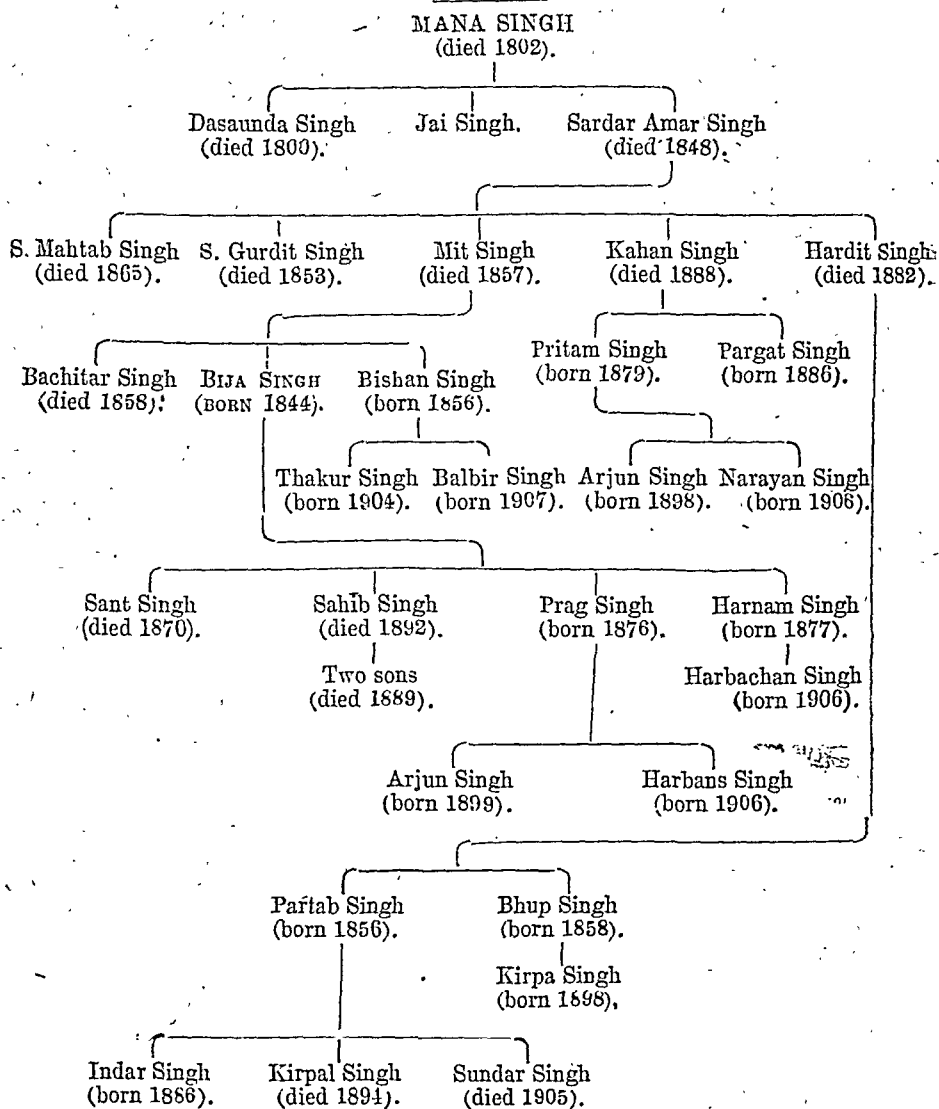 MANA SINGH
(died 1802).
Dasaunda Singh Jai Singh. Sardar Amar Singh
(died 1800). (died 1848).
S. Mahtab Singh S. Gurdit Singh Mit Singh Kahan Singh Hardit Singh
(died 1865). (died 1853). (died 1857). (died 1888). (died 1882).
Pritam Singh Pargat Singh
(born 1879). (born 1886).
Bachitar Singh BIJA SINGH Bishan Singh
(died 1858). (BORN 1844). (born 1856).
Thakur Singh Balbir Singh Arjun Singh Narayan Singh
(born 1904). (born 1907). (born 1898). (born 1906).
Sant Singh Sahib Singh Prag Singh Harnam Singh
(died 1870). (died 1892). (born 1876). (born 1877).
Two sons Harbachan Singh
(died 1889). (born 1906).
Arjun Singh Harbans Singh
(born 1899). (born 1906).
Partab Singh Bhup Singh
(born 1856). (born 1858).
Kirpa Singh
(born 1898).
Indar Singh Kirpal Singh Sundar Singh
(born 1886). (died 1894). (died 1905).